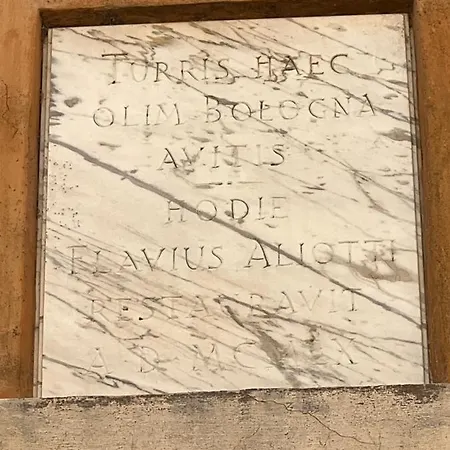 TURRIS HAEC
OLIM BOLOGNA
AVITIS
HODIE
FLAVIUS ALIOTTI
RESTAURAVIT
A D